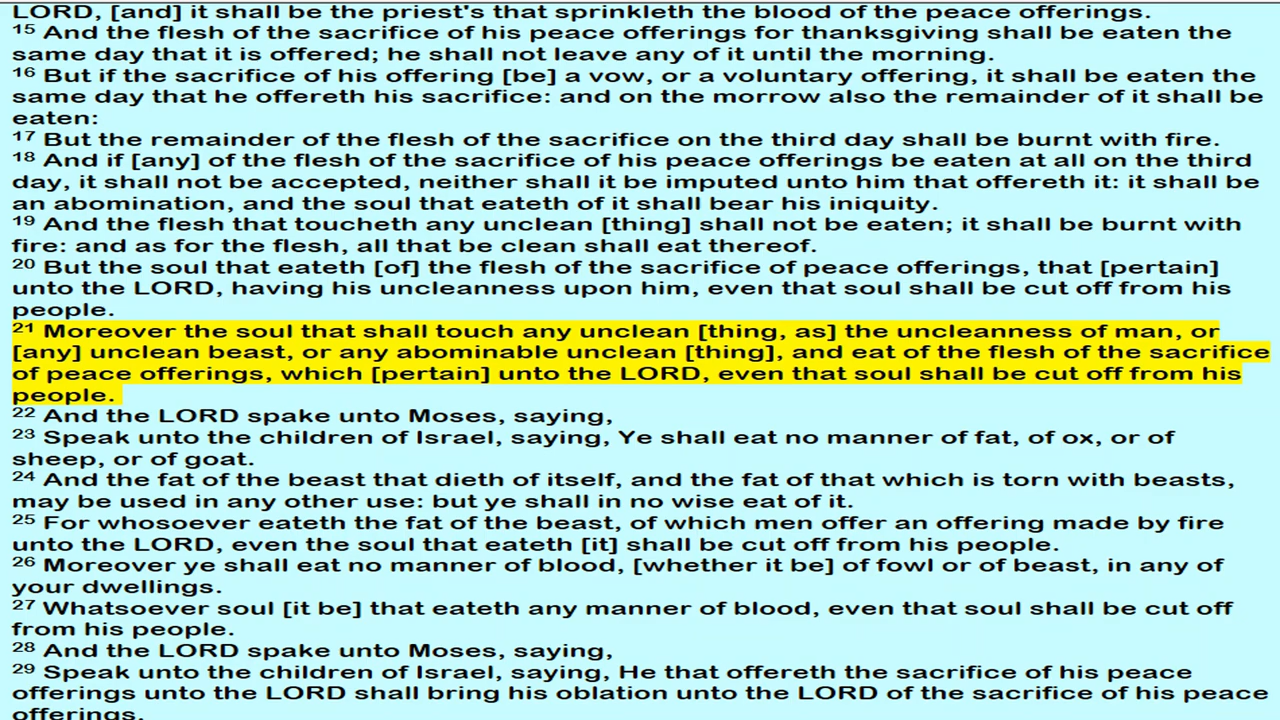 LORD, [and] it shall be the priest's that sprinkleth the blood of the peace offerings.
15 And the flesh of the sacrifice of his peace offerings for thanksgiving shall be eaten the
same day that it is offered; he shall not leave any of it until the morning.
16 But if the sacrifice of his offering [be] a vow, or a voluntary offering, it shall be eaten the
same day that he offereth his sacrifice: and on the morrow also the remainder of it shall be
eaten:
17 But the remainder of the flesh of the sacrifice on the third day shall be burnt with fire.
18 And if [any] of the flesh of the sacrifice of his peace offerings be eaten at all on the third
day, it shall not be accepted, neither shall it be imputed unto him that offereth it: it shall be
an abomination, and the soul that eateth of it shall bear his iniquity.
19 And the flesh that toucheth any unclean [thing] shall not be eaten; it shall be burnt with
fire: and as for the flesh, all that be clean shall eat thereof.
20 But the soul that eateth [of] the flesh of the sacrifice of peace offerings, that [pertain]
unto the LORD, having his uncleanness upon him, even that soul shall be cut off from his
people.
21 Moreover the soul that shall touch any unclean [thing, as] the uncleanness of man, or
[any] unclean beast, or any abominable unclean [thing], and eat of the flesh of the sacrifice
of peace offerings, which [pertain] unto the LORD, even that soul shall be cut off from his
people.
22 And the LORD spake unto Moses, saying,
23 Speak unto the children of Israel, saying, Ye shall eat no manner of fat, of ox, or of
sheep, or of goat.
24 And the fat of the beast that dieth of itself, and the fat of that which is torn with beasts,
may be used in any other use: but ye shall in no wise eat of it.
25 For whosoever eateth the fat of the beast, of which men offer an offering made by fire
unto the LORD, even the soul that eateth [it] shall be cut off from his people.
26 Moreover ye shall eat no manner of blood, [whether it be] of fowl or of beast, in any of
your dwellings.
27 Whatsoever soul [it be] that eateth any manner of blood, even that soul shall be cut off
from his people.
28 And the LORD spake unto Moses, saying,
29 Speak unto the children of Israel, saying, He that offereth the sacrifice of his peace
offerings unto the LORD shall bring his oblation unto the LORD of the sacrifice of his peace
offerings.